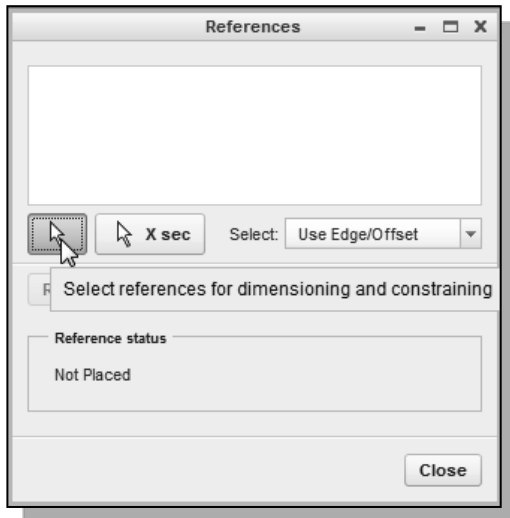 References
X sec
Select:
Use Edge/Offset
Select references for dimensioning and constraining
Reference status
Not Placed
Close